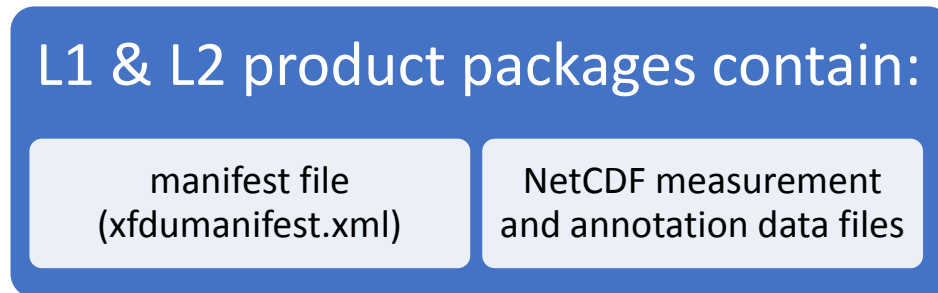 L1 & L2 product packages contain:
manifest file
(xfdumanifest.xml)
NetCDF measurement
and annotation data files